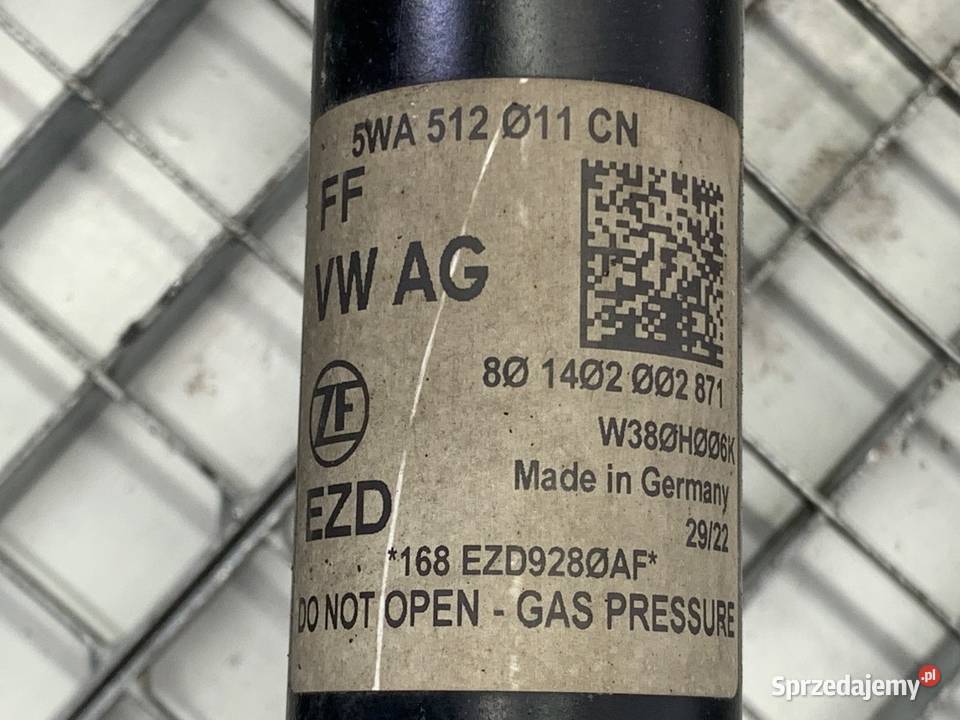 5WA 512 Ø11 CN
FF
VW AG
8Ø 14Ø2 ØØ2 871
ZF
W38ØHØØ6K
Made in Germany
EZD
29/22
*168 EZD928ØAF*
DO NOT OPEN - GAS PRESSURE
Sprzedajemy.pl